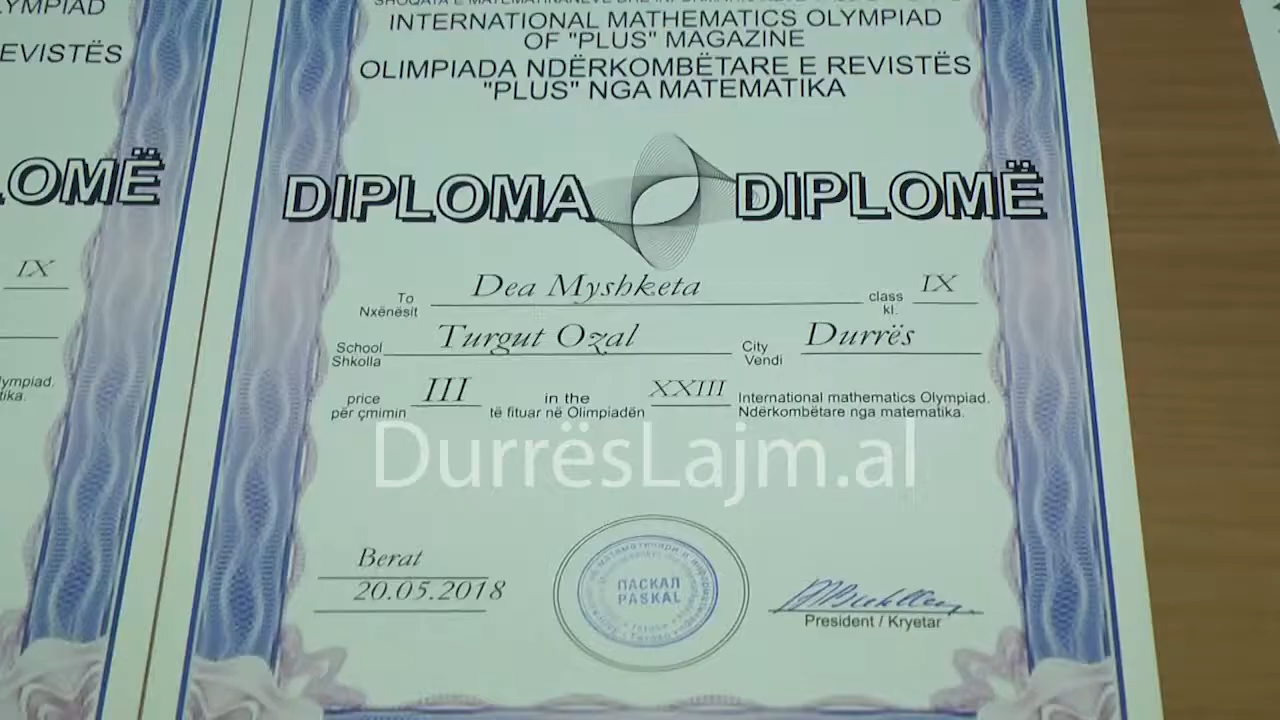 YMPIAD
EVISTËS
LOMË
IX
lympiad.
tika.
INTERNATIONAL MATHEMATICS OLYMPIAD
OF "PLUS" MAGAZINE
OLIMPIADA NDËRKOMBËTARE E REVISTËS
"PLUS" NGA MATEMATIKA
DIPLOMA DIPLOMË
To Dea Myshketa class IX
Nxënësit kl.
School Turgut Ozal City Durrës
Shkolla Vendi
price III in the XXIII International mathematics Olympiad.
për çmimin të fituar në Olimpiadën Ndërkombëtare nga matematika.
DurrësLajm.al
Berat
20.05.2018
ПАСКАЛ
PASKAL
President / Kryetar